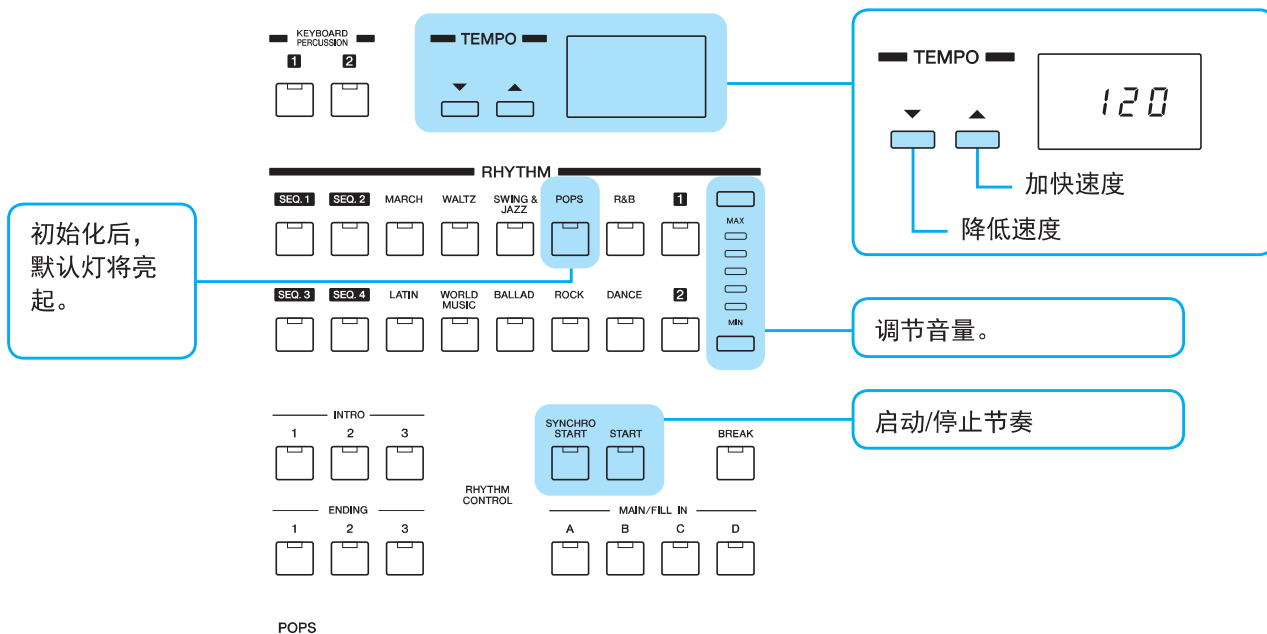 KEYBOARD
PERCUSSION
1 2
TEMPO
TEMPO
120
加快速度
降低速度
RHYTHM
SEQ. 1 SEQ. 2 MARCH WALTZ SWING & JAZZ POPS R&B 1
MAX
初始化后,
默认灯将亮
起。
SEQ. 3 SEQ. 4 LATIN WORLD MUSIC BALLAD ROCK DANCE 2
MIN
调节音量。
INTRO
1 2 3
SYNCHRO
START START
BREAK
启动/停止节奏
RHYTHM
CONTROL
ENDING
1 2 3
MAIN/FILL IN
A B C D
POPS